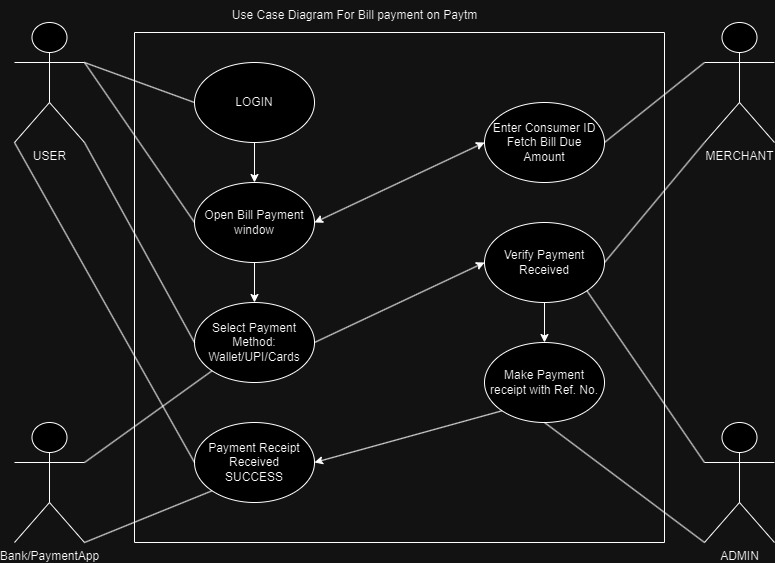 Use Case Diagram For Bill payment on Paytm
LOGIN
Enter Consumer ID
Fetch Bill Due
Amount
USER
MERCHANT
Open Bill Payment
window
Verify Payment
Received
Select Payment
Method:
Wallet/UPI/Cards
Make Payment
receipt with Ref. No.
Payment Receipt
Received
SUCCESS
Bank/PaymentApp
ADMIN